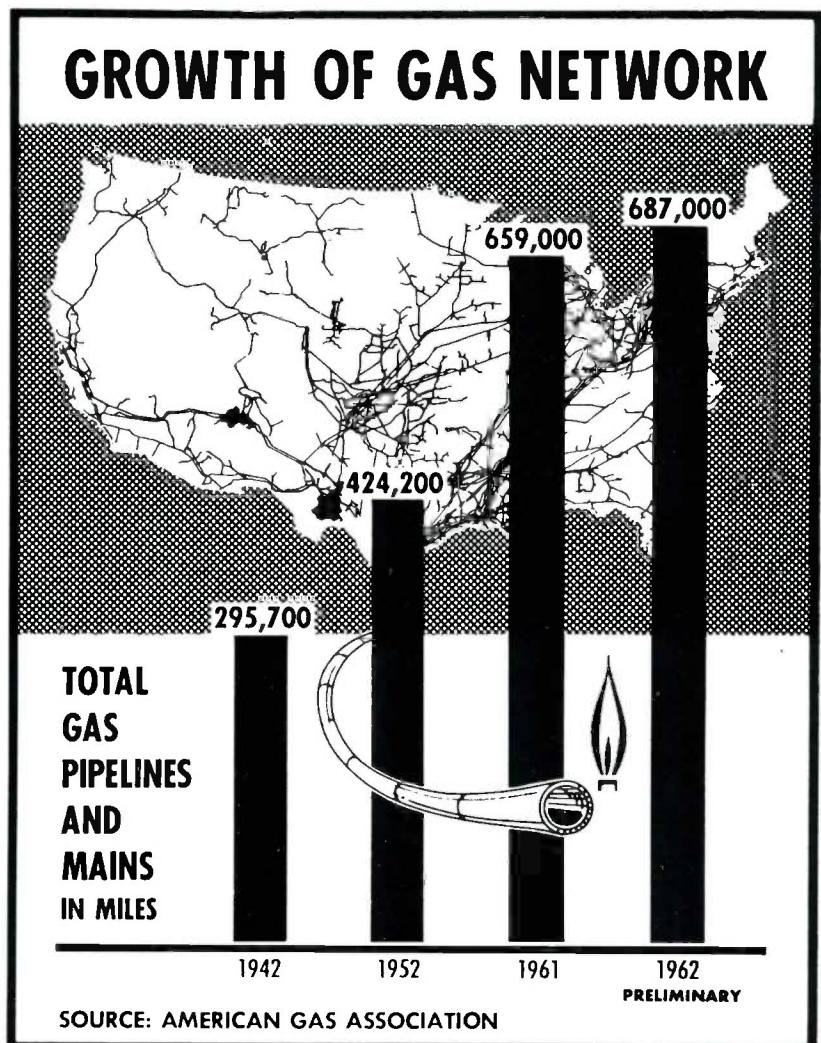 GROWTH OF GAS NETWORK
687,000
659,000
424,200
295,700
TOTAL
GAS
PIPELINES
AND
MAINS
IN MILES
1942 1952 1961 1962
PRELIMINARY
SOURCE: AMERICAN GAS ASSOCIATION